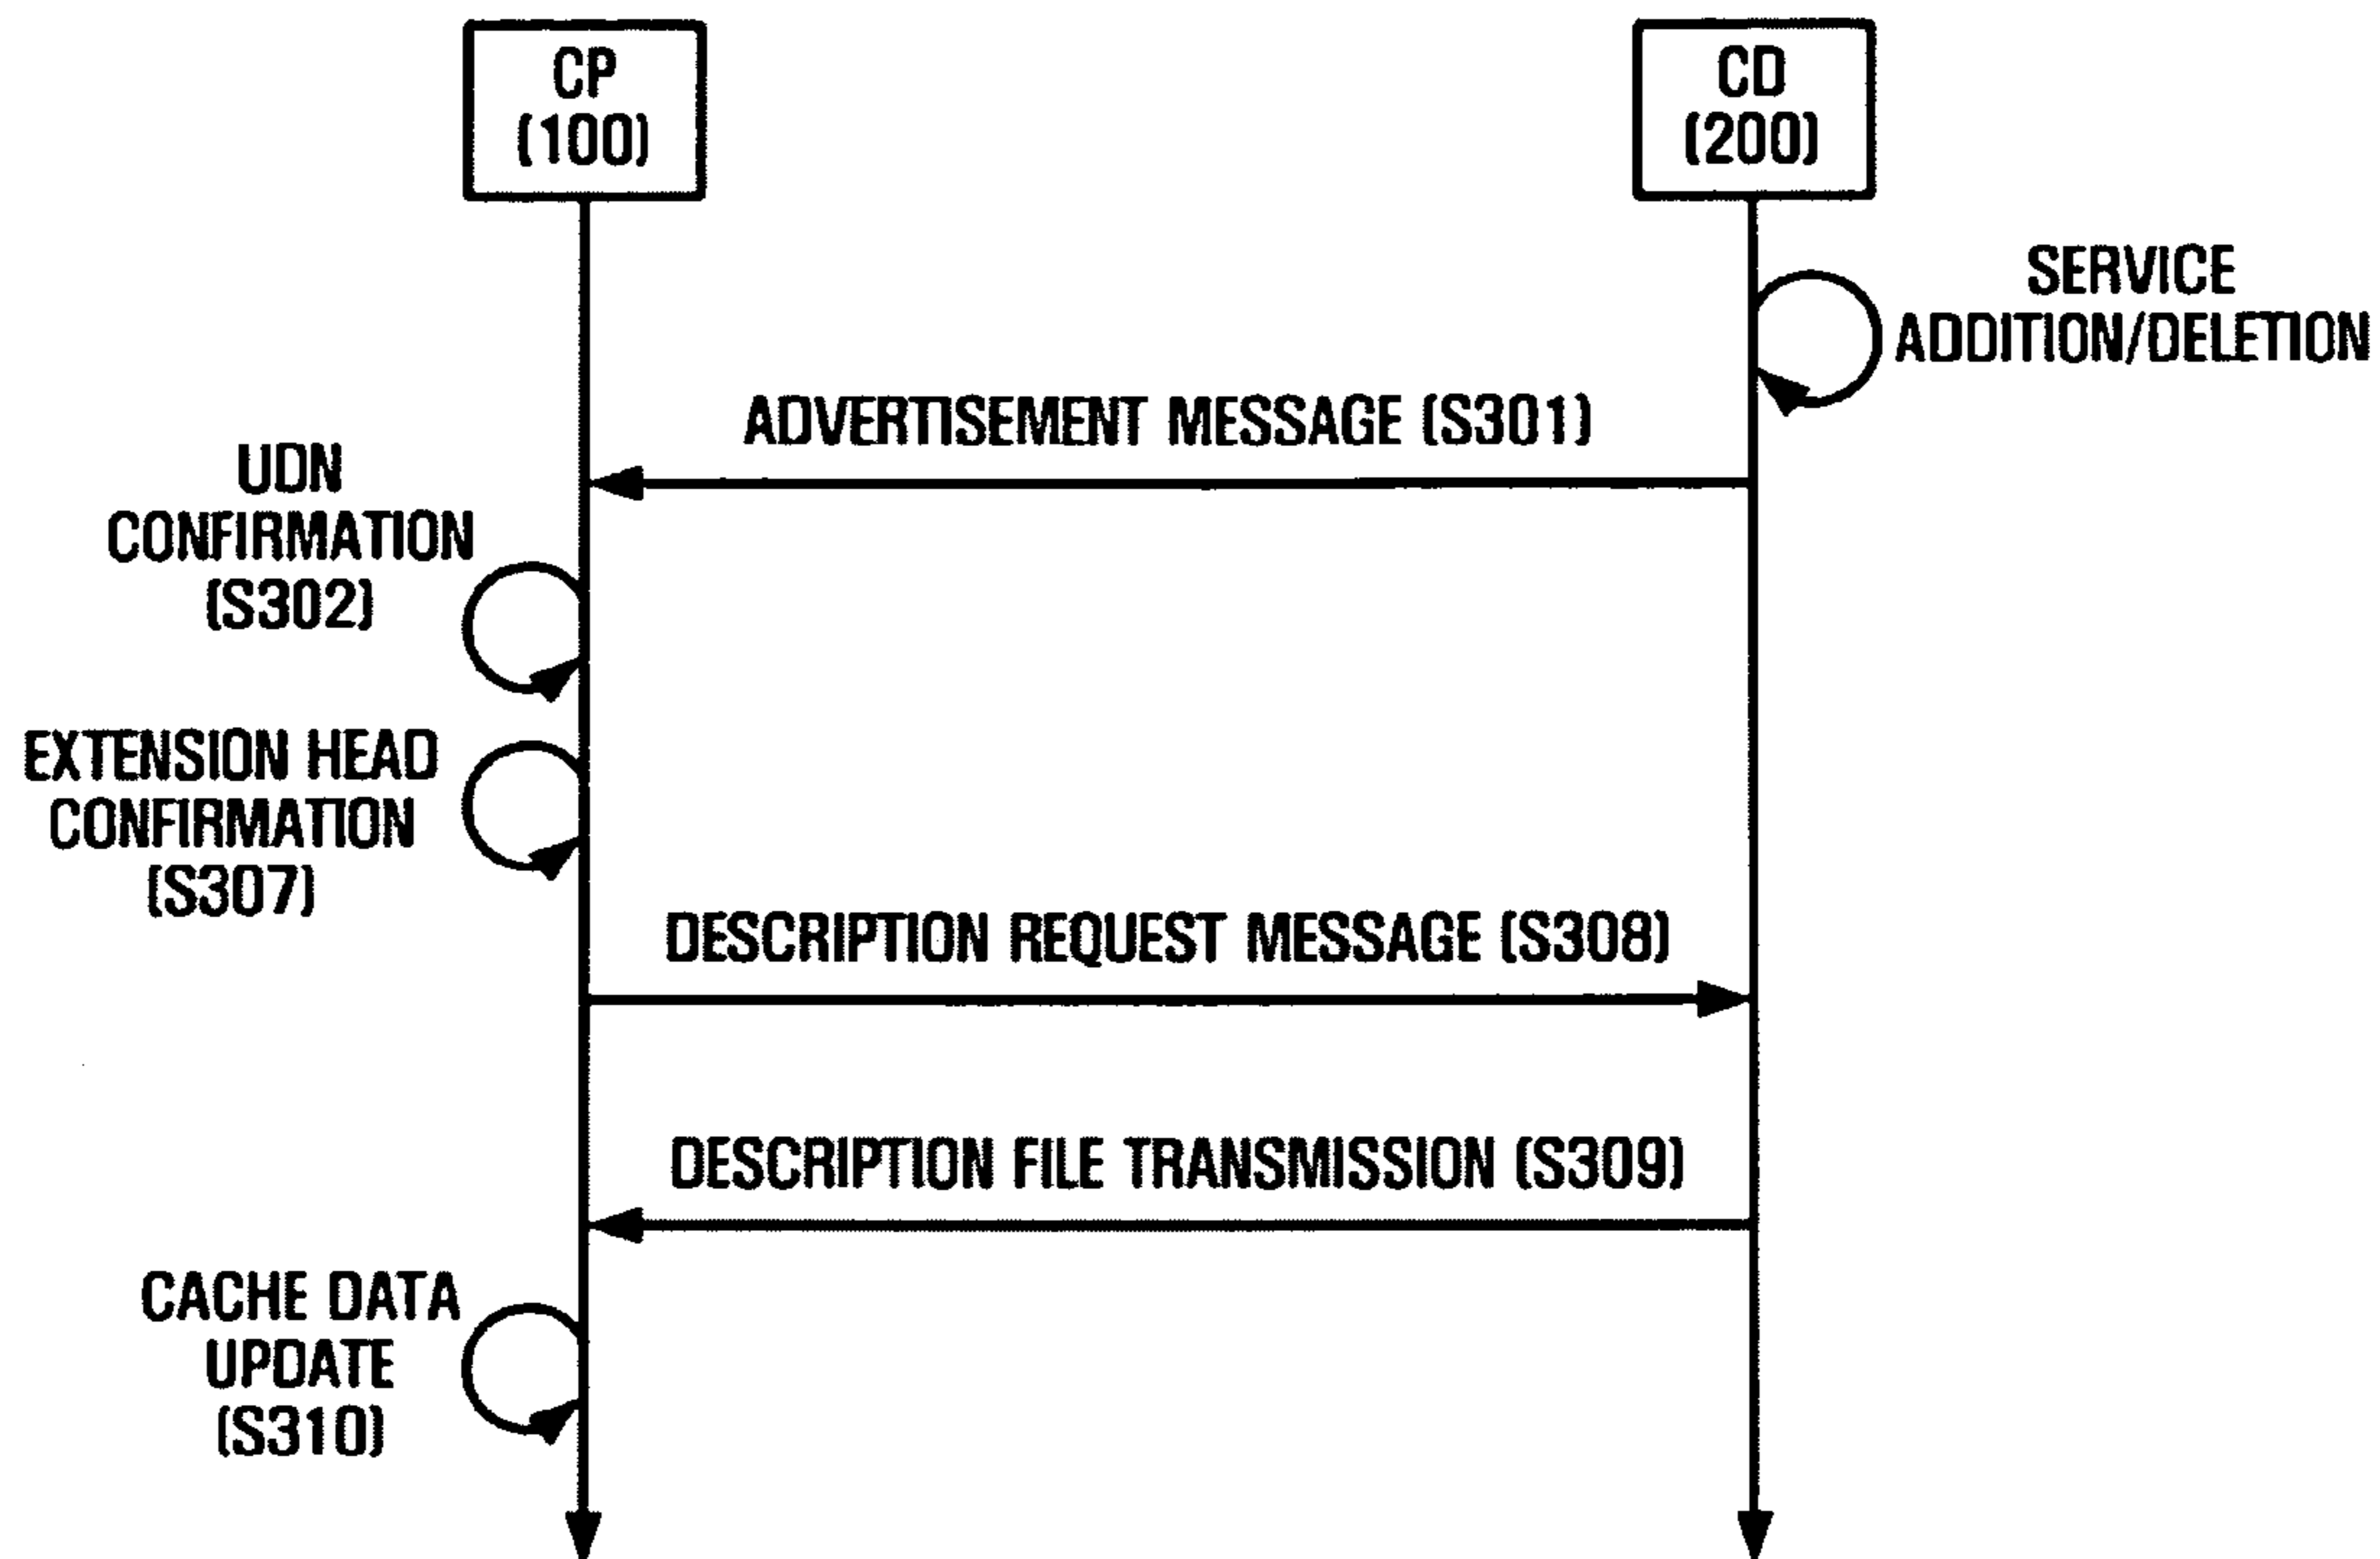 CP
(100)
CD
(200)
SERVICE
ADDITION/DELETION
ADVERTISEMENT MESSAGE (S301)
UDN
CONFIRMATION
(S302)
EXTENSION HEAD
CONFIRMATION
(S307)
DESCRIPTION REQUEST MESSAGE (S308)
DESCRIPTION FILE TRANSMISSION (S309)
CACHE DATA
UPDATE
(S310)